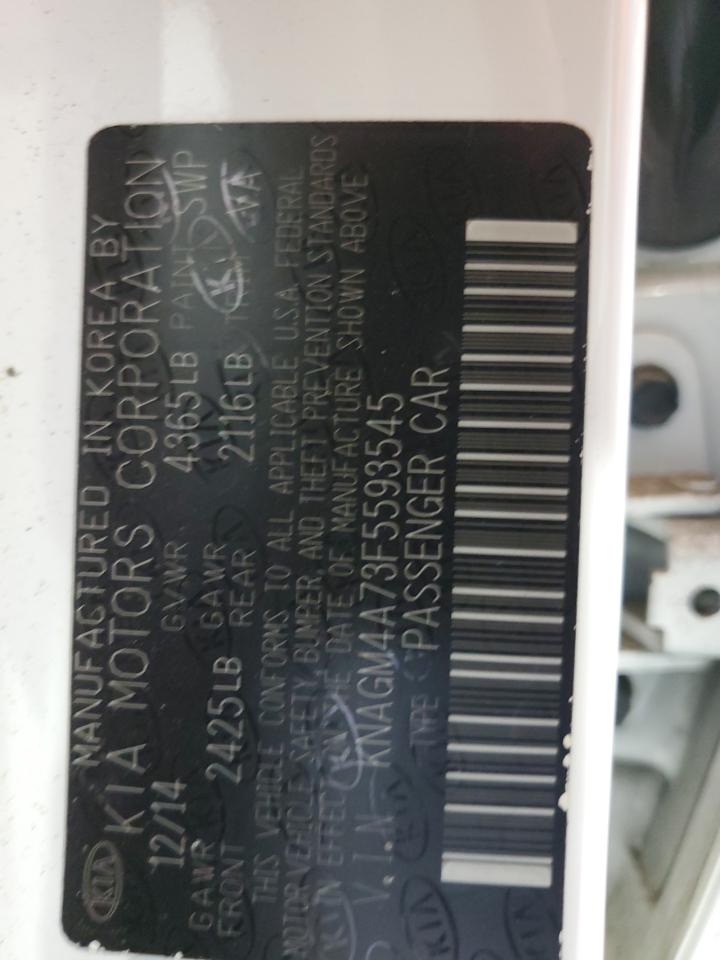 KIA
MANUFACTURED IN KOREA BY
KIA MOTORS CORPORATION
12/14 GVWR 4365LB PAINT SWP
GAWR FRONT 2425LB GAWR REAR 2116LB
THIS VEHICLE CONFORMS TO ALL APPLICABLE U.S.A. FEDERAL
MOTOR VEHICLE SAFETY, BUMPER, AND THEFT PREVENTION STANDARDS
IN EFFECT ON THE DATE OF MANUFACTURE SHOWN ABOVE.
V.I.N KNAGM4A73F5593545
TYPE PASSENGER CAR